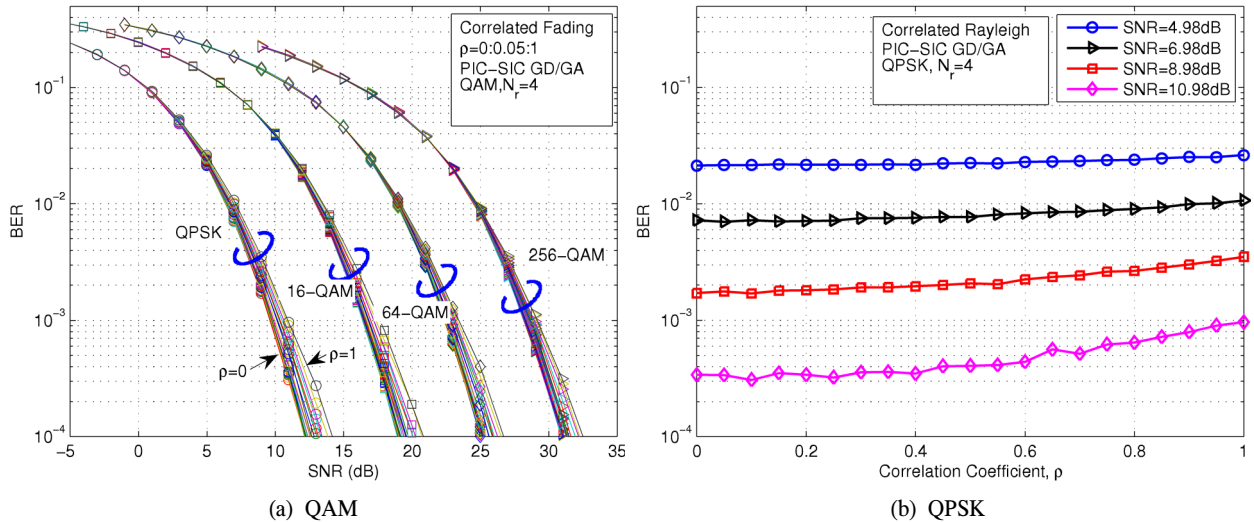 Correlated Fading
ρ=0:0.05:1
PIC−SIC GD/GA
QAM,N_r=4
10^−1
10^−2
10^−3
10^−4
BER
QPSK
16−QAM
64−QAM
256−QAM
ρ=0
ρ=1
−5 0 5 10 15 20 25 30 35
SNR (dB)
(a) QAM
Correlated Rayleigh
PIC−SIC GD/GA
QPSK, N_r=4
SNR=4.98dB
SNR=6.98dB
SNR=8.98dB
SNR=10.98dB
10^−1
10^−2
10^−3
10^−4
BER
0 0.2 0.4 0.6 0.8 1
Correlation Coefficient, ρ
(b) QPSK